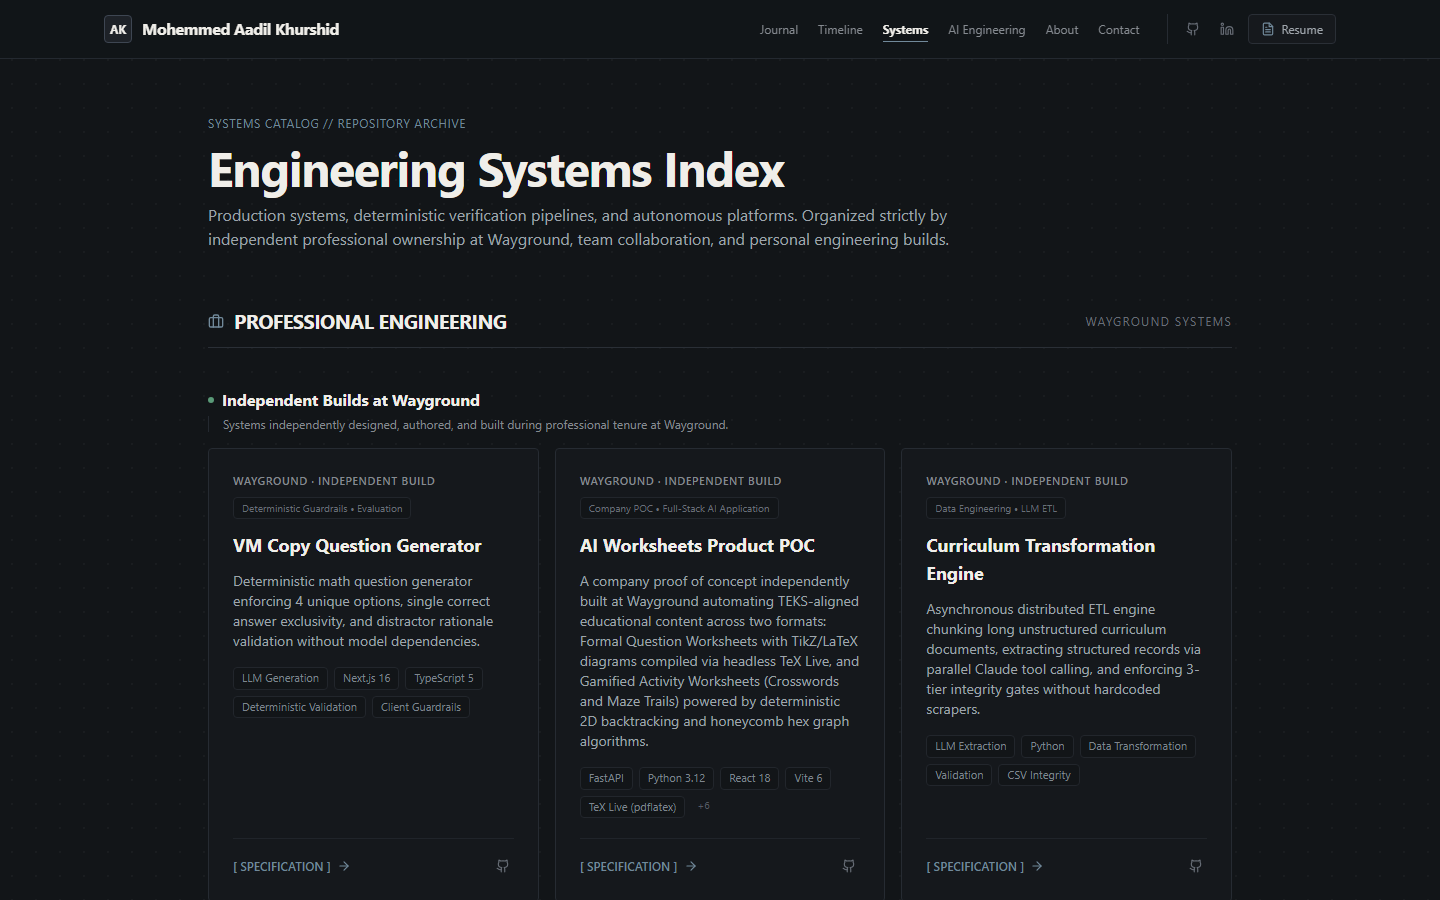 AK Mohemmed Aadil Khurshid Journal Timeline Systems AI Engineering About Contact Resume
SYSTEMS CATALOG // REPOSITORY ARCHIVE
Engineering Systems Index
Production systems, deterministic verification pipelines, and autonomous platforms. Organized strictly by
independent professional ownership at Wayground, team collaboration, and personal engineering builds.
PROFESSIONAL ENGINEERING WAYGROUND SYSTEMS
Independent Builds at Wayground
Systems independently designed, authored, and built during professional tenure at Wayground.
WAYGROUND · INDEPENDENT BUILD
Deterministic Guardrails • Evaluation
VM Copy Question Generator
Deterministic math question generator
enforcing 4 unique options, single correct
answer exclusivity, and distractor rationale
validation without model dependencies.
LLM Generation Next.js 16 TypeScript 5
Deterministic Validation Client Guardrails
[ SPECIFICATION ] →
WAYGROUND · INDEPENDENT BUILD
Company POC • Full-Stack AI Application
AI Worksheets Product POC
A company proof of concept independently
built at Wayground automating TEKS-aligned
educational content across two formats:
Formal Question Worksheets with TikZ/LaTeX
diagrams compiled via headless TeX Live, and
Gamified Activity Worksheets (Crosswords
and Maze Trails) powered by deterministic
2D backtracking and honeycomb hex graph
algorithms.
FastAPI Python 3.12 React 18 Vite 6
TeX Live (pdflatex) +6
[ SPECIFICATION ] →
WAYGROUND · INDEPENDENT BUILD
Data Engineering • LLM ETL
Curriculum Transformation
Engine
Asynchronous distributed ETL engine
chunking long unstructured curriculum
documents, extracting structured records via
parallel Claude tool calling, and enforcing 3-
tier integrity gates without hardcoded
scrapers.
LLM Extraction Python Data Transformation
Validation CSV Integrity
[ SPECIFICATION ] →